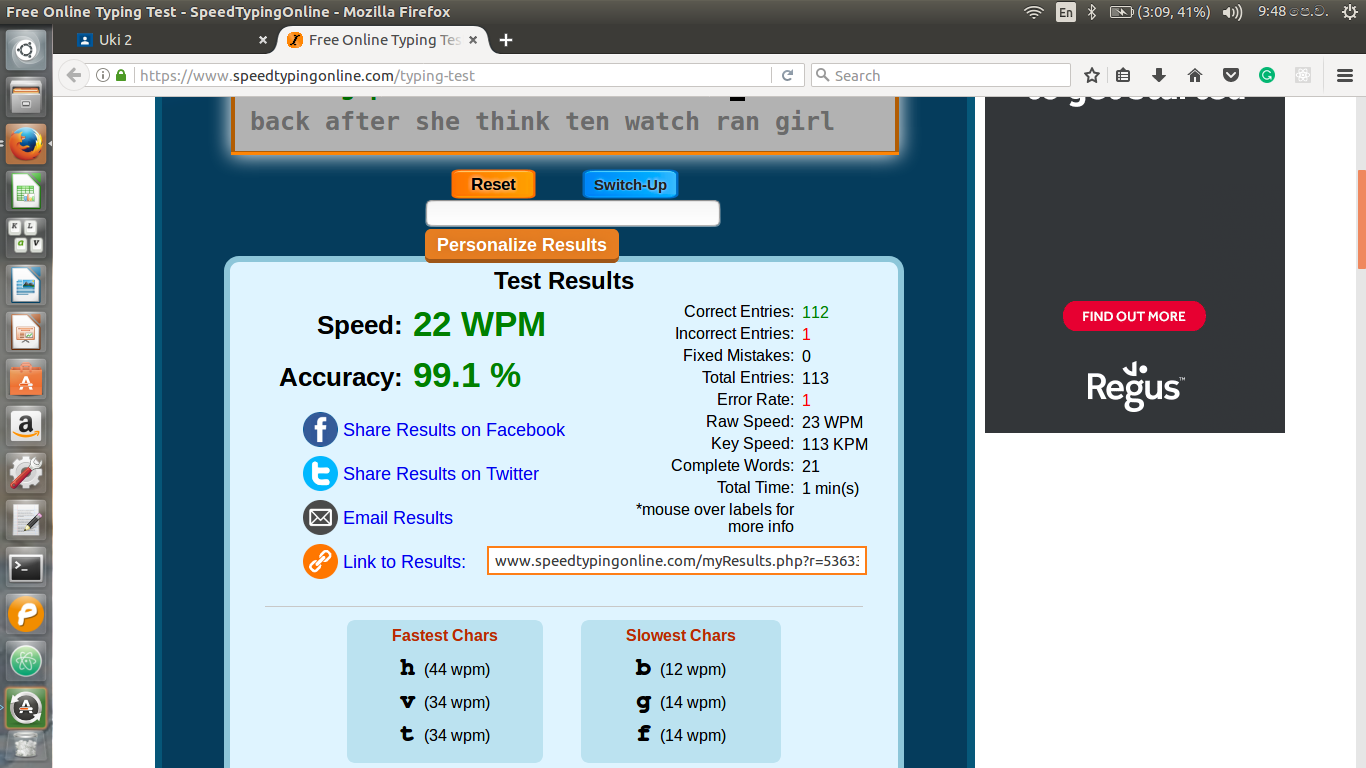 Free Online Typing Test - SpeedTypingOnline - Mozilla Firefox
En
(3:09, 41%)
9:48 පෙ.ව.
Uki 2
Free Online Typing Tes
https://www.speedtypingonline.com/typing-test
Search
back after she think ten watch ran girl
Reset
Switch-Up
Personalize Results
Test Results
Speed: 22 WPM
Accuracy: 99.1 %
Share Results on Facebook
Share Results on Twitter
Email Results
Link to Results: www.speedtypingonline.com/myResults.php?r=53633
Correct Entries: 112
Incorrect Entries: 1
Fixed Mistakes: 0
Total Entries: 113
Error Rate: 1
Raw Speed: 23 WPM
Key Speed: 113 KPM
Complete Words: 21
Total Time: 1 min(s)
*mouse over labels for
more info
Fastest Chars
h (44 wpm)
v (34 wpm)
t (34 wpm)
Slowest Chars
b (12 wpm)
g (14 wpm)
f (14 wpm)
to get started
FIND OUT MORE
Regus™